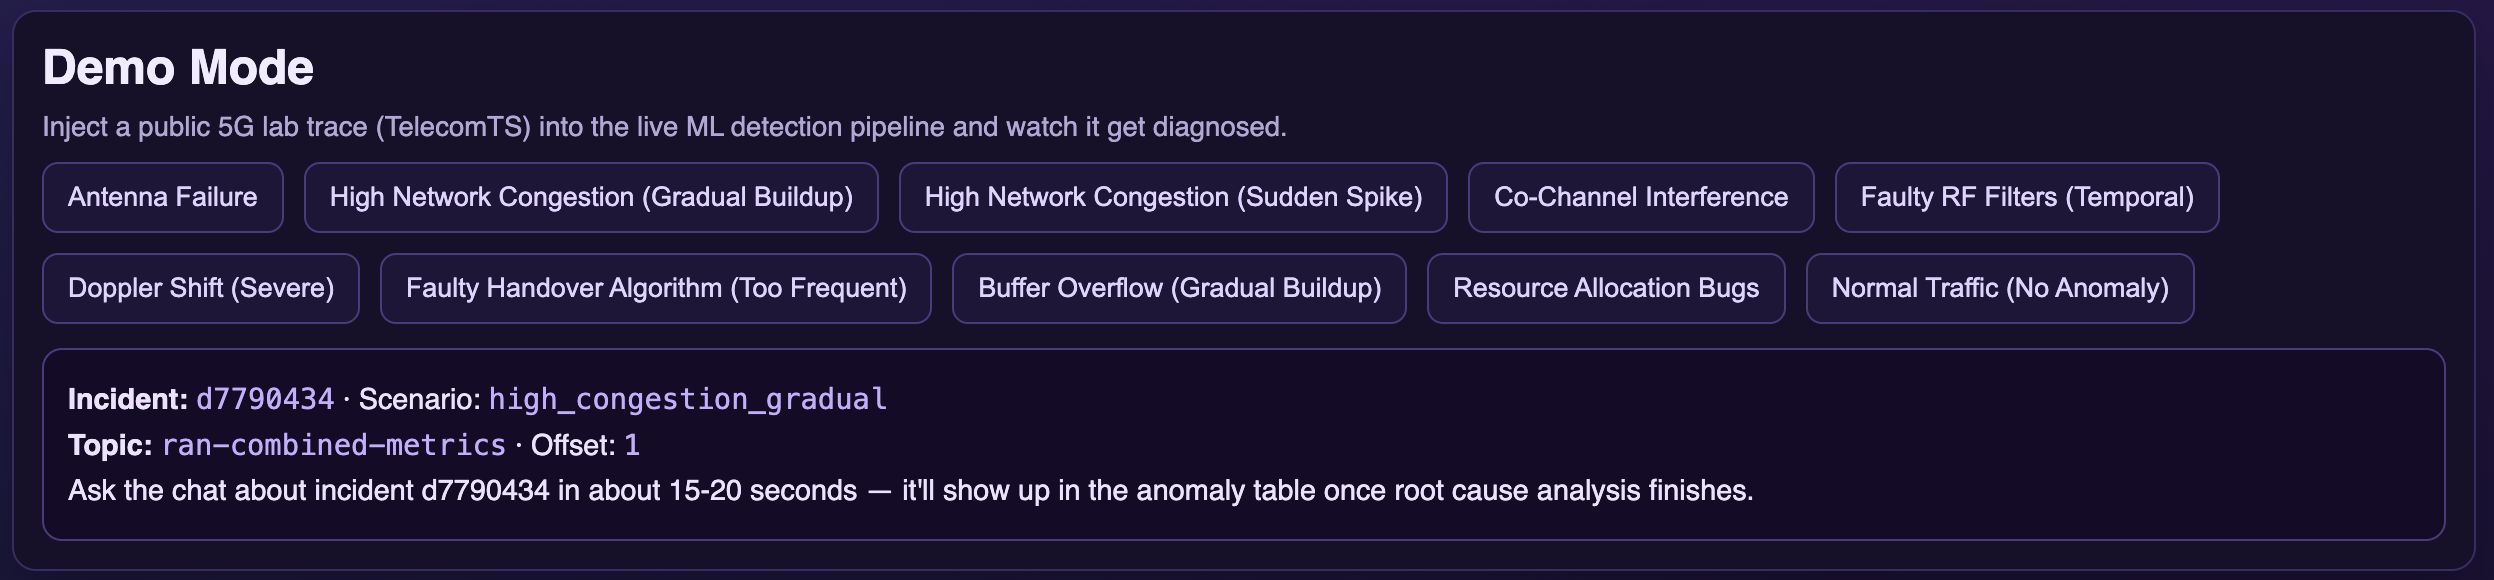 Demo Mode
Inject a public 5G lab trace (TelecomTS) into the live ML detection pipeline and watch it get diagnosed.
Antenna Failure
High Network Congestion (Gradual Buildup)
High Network Congestion (Sudden Spike)
Co-Channel Interference
Faulty RF Filters (Temporal)
Doppler Shift (Severe)
Faulty Handover Algorithm (Too Frequent)
Buffer Overflow (Gradual Buildup)
Resource Allocation Bugs
Normal Traffic (No Anomaly)
Incident: d7790434 · Scenario: high_congestion_gradual
Topic: ran-combined-metrics · Offset: 1
Ask the chat about incident d7790434 in about 15-20 seconds — it'll show up in the anomaly table once root cause analysis finishes.